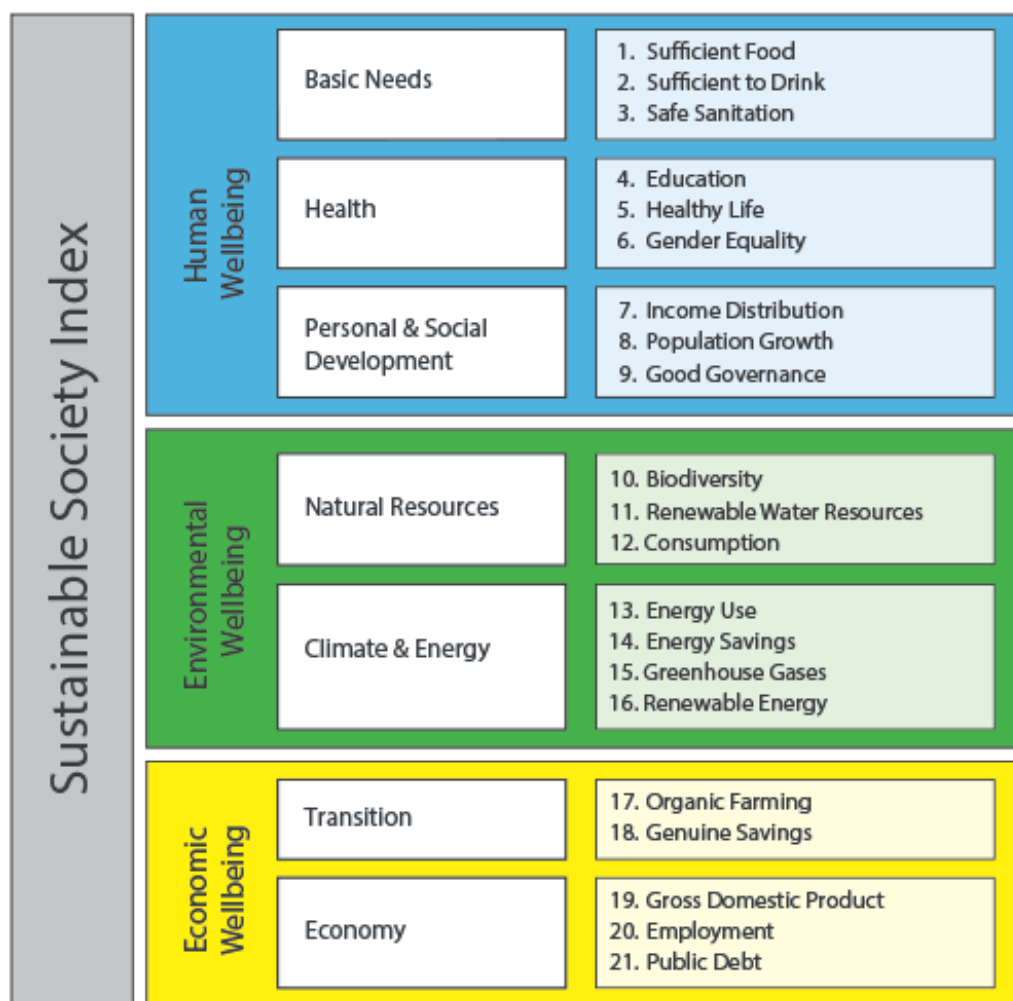 Sustainable Society Index
Human
Wellbeing
Basic Needs
1. Sufficient Food
2. Sufficient to Drink
3. Safe Sanitation
Health
4. Education
5. Healthy Life
6. Gender Equality
Personal & Social
Development
7. Income Distribution
8. Population Growth
9. Good Governance
Environmental
Wellbeing
Natural Resources
10. Biodiversity
11. Renewable Water Resources
12. Consumption
Climate & Energy
13. Energy Use
14. Energy Savings
15. Greenhouse Gases
16. Renewable Energy
Economic
Wellbeing
Transition
17. Organic Farming
18. Genuine Savings
Economy
19. Gross Domestic Product
20. Employment
21. Public Debt